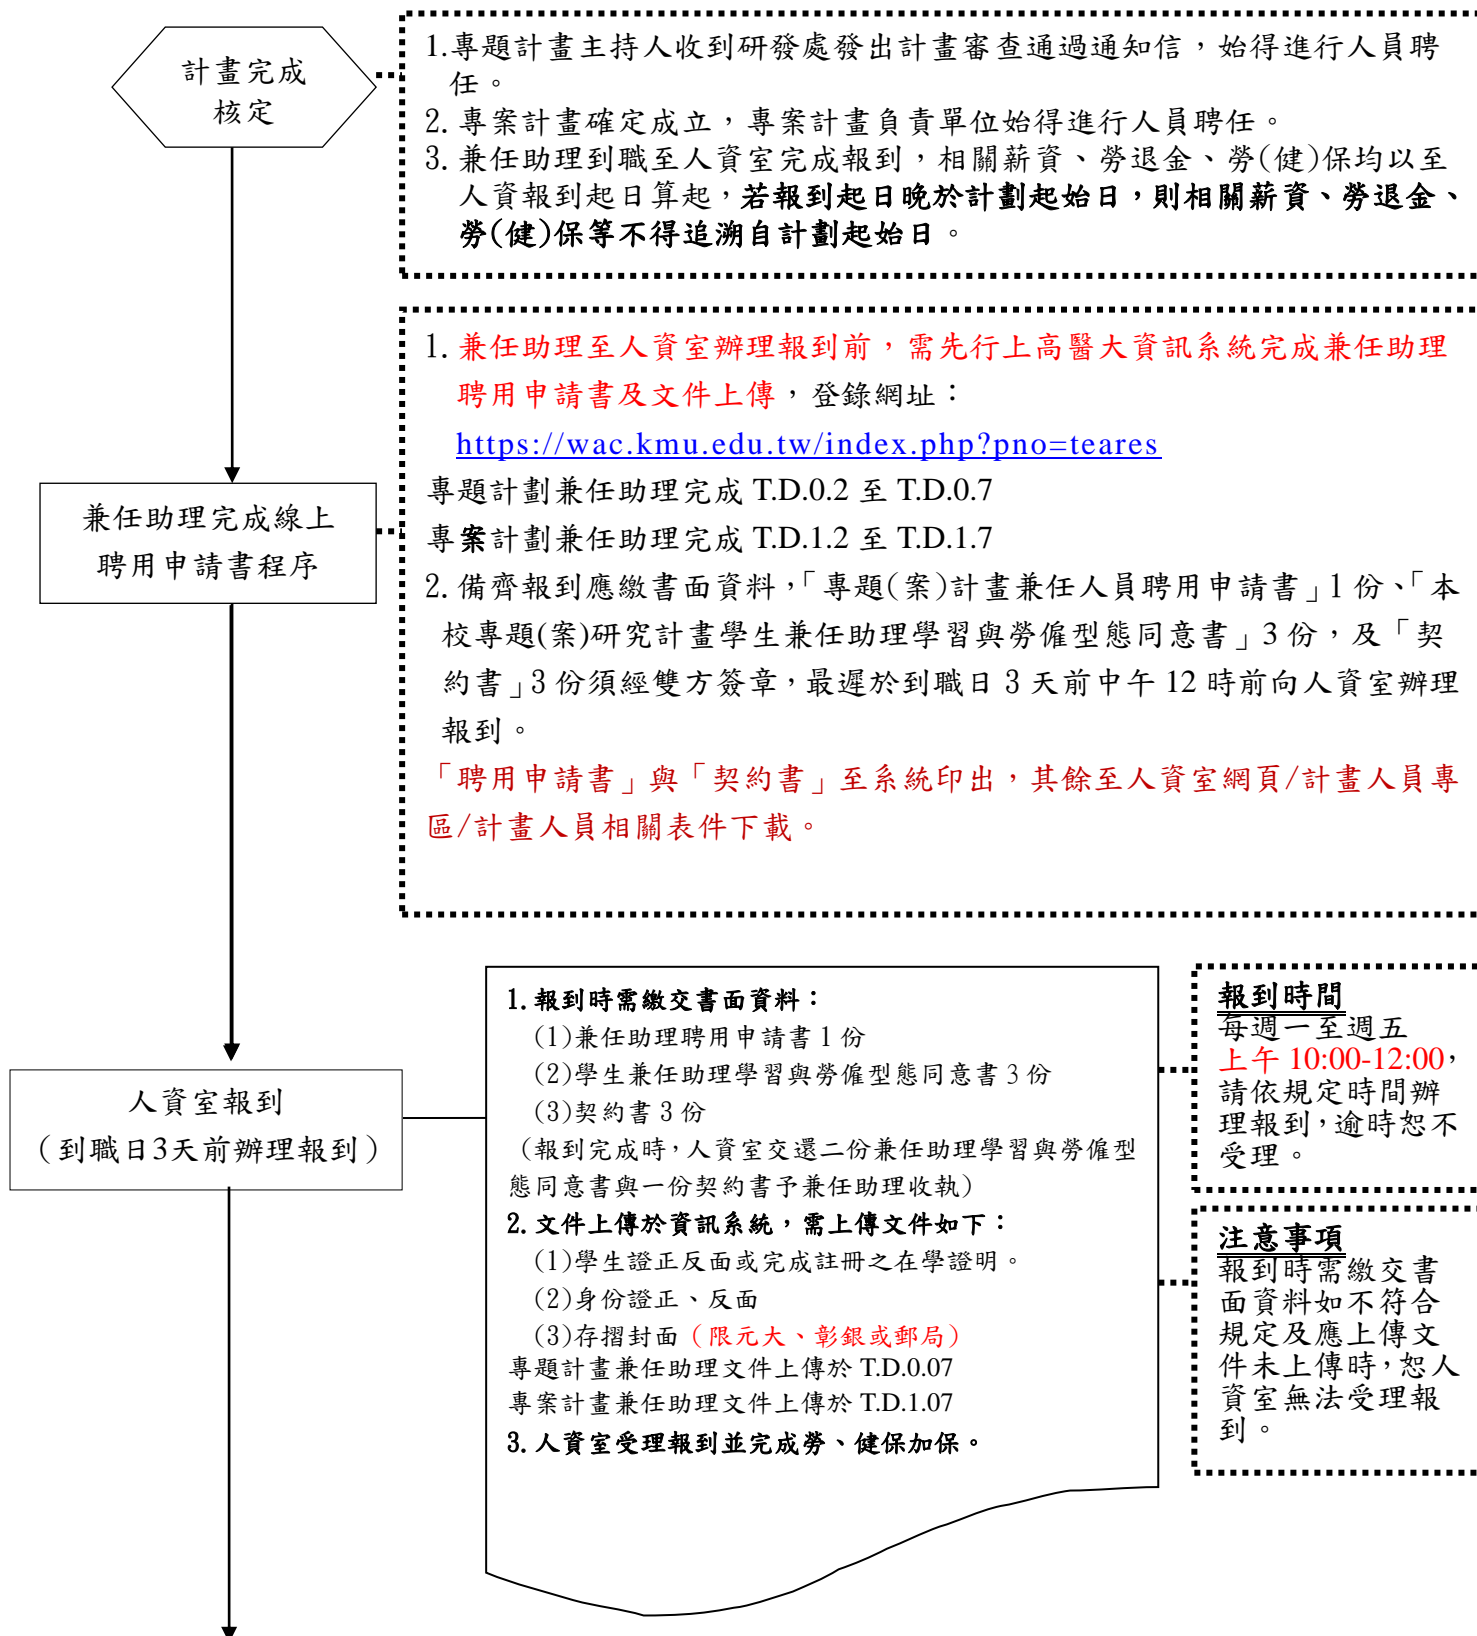 計畫完成
核定
1.專題計畫主持人收到研發處發出計畫審查通過通知信，始得進行人員聘
任。
2. 專案計畫確定成立，專案計畫負責單位始得進行人員聘任。
3. 兼任助理到職至人資室完成報到，相關薪資、勞退金、勞(健)保均以至
人資報到起日算起，若報到起日晚於計劃起始日，則相關薪資、勞退金、
勞(健)保等不得追溯自計劃起始日。
兼任助理完成線上
聘用申請書程序
1. 兼任助理至人資室辦理報到前，需先行上高醫大資訊系統完成兼任助理
聘用申請書及文件上傳，登錄網址：
https://wac.kmu.edu.tw/index.php?pno=teares
專題計劃兼任助理完成 T.D.0.2 至 T.D.0.7
專案計劃兼任助理完成 T.D.1.2 至 T.D.1.7
2. 備齊報到應繳書面資料，「專題(案)計畫兼任人員聘用申請書」1 份、「本
校專題(案)研究計畫學生兼任助理學習與勞僱型態同意書」3 份，及「契
約書」3 份須經雙方簽章，最遲於到職日 3 天前中午 12 時前向人資室辦理
報到。
「聘用申請書」與「契約書」至系統印出，其餘至人資室網頁/計畫人員專
區/計畫人員相關表件下載。
人資室報到
（到職日3天前辦理報到）
1. 報到時需繳交書面資料：
(1)兼任助理聘用申請書 1 份
(2)學生兼任助理學習與勞僱型態同意書 3 份
(3)契約書 3 份
（報到完成時，人資室交還二份兼任助理學習與勞僱型
態同意書與一份契約書予兼任助理收執）
2. 文件上傳於資訊系統，需上傳文件如下：
(1)學生證正反面或完成註冊之在學證明。
(2)身份證正、反面
(3)存摺封面（限元大、彰銀或郵局）
專題計畫兼任助理文件上傳於 T.D.0.07
專案計畫兼任助理文件上傳於 T.D.1.07
3. 人資室受理報到並完成勞、健保加保。
報到時間
每週一至週五
上午 10:00-12:00，
請依規定時間辦
理報到，逾時恕不
受理。
注意事項
報到時需繳交書
面資料如不符合
規定及應上傳文
件未上傳時，恕人
資室無法受理報
到。